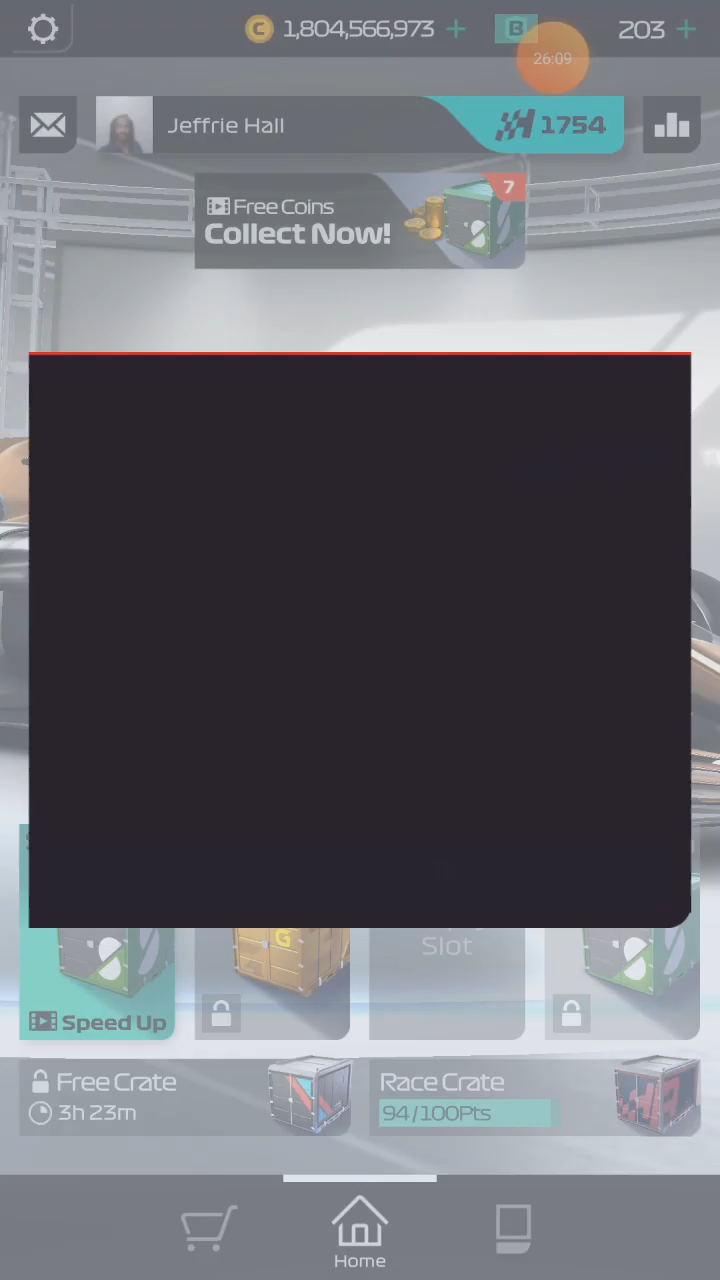 C 1,804,566,973 + B 203 +
26:09
Jeffrie Hall 1754
7
Free Coins
Collect Now!
G
Slot
Speed Up
Free Crate
3h 23m
Race Crate
94/100Pts
Home